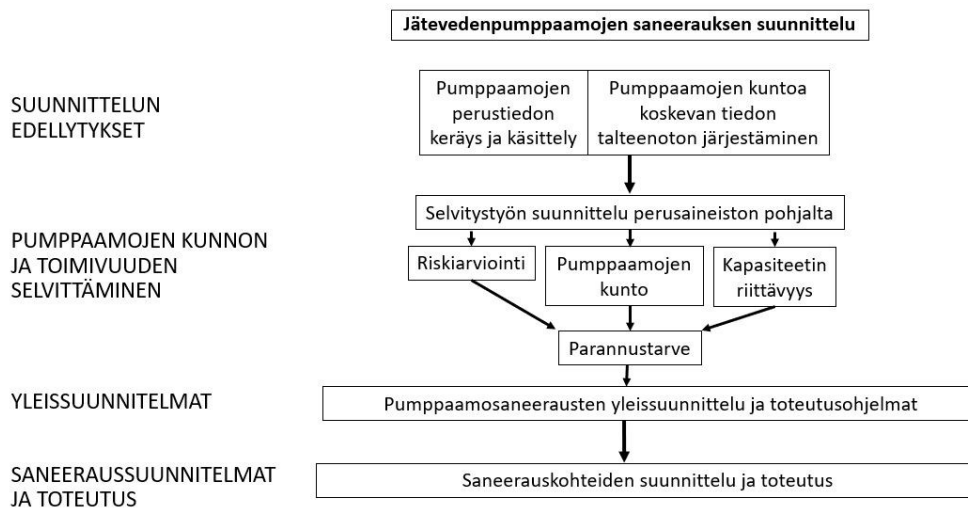 Jätevedenpumppaamojen saneerauksen suunnittelu
SUUNNITTELUN
EDELLYTYKSET
Pumppaamojen
perustiedon
keräys ja käsittely
Pumppaamojen kuntoa
koskevan tiedon
talteenoton järjestäminen
PUMPPAAMOJEN KUNNON
JA TOIMIVUUDEN
SELVITTÄMINEN
Selvitystyön suunnittelu perusaineiston pohjalta
Riskiarviointi
Pumppaamojen
kunto
Kapasiteetin
riittävyys
Parannustarve
YLEISSUUNNITELMAT
Pumppaamosaneerausten yleissuunnittelu ja toteutusohjelmat
SANEERAUSSUUNNITELMAT
JA TOTEUTUS
Saneerauskohteiden suunnittelu ja toteutus